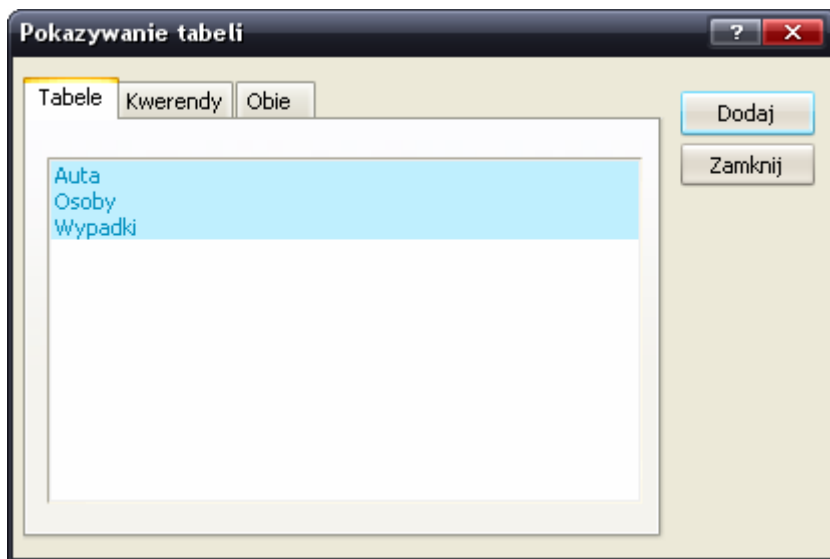 Pokazywanie tabeli
?
Tabele Kwerendy Obie
Dodaj
Zamknij
Auta
Osoby
Wypadki